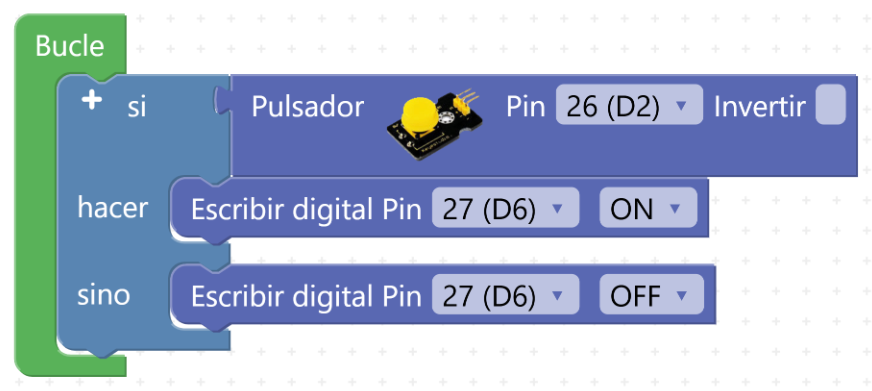 Bucle
+ si Pulsador Pin 26 (D2) Invertir
hacer Escribir digital Pin 27 (D6) ON
sino Escribir digital Pin 27 (D6) OFF